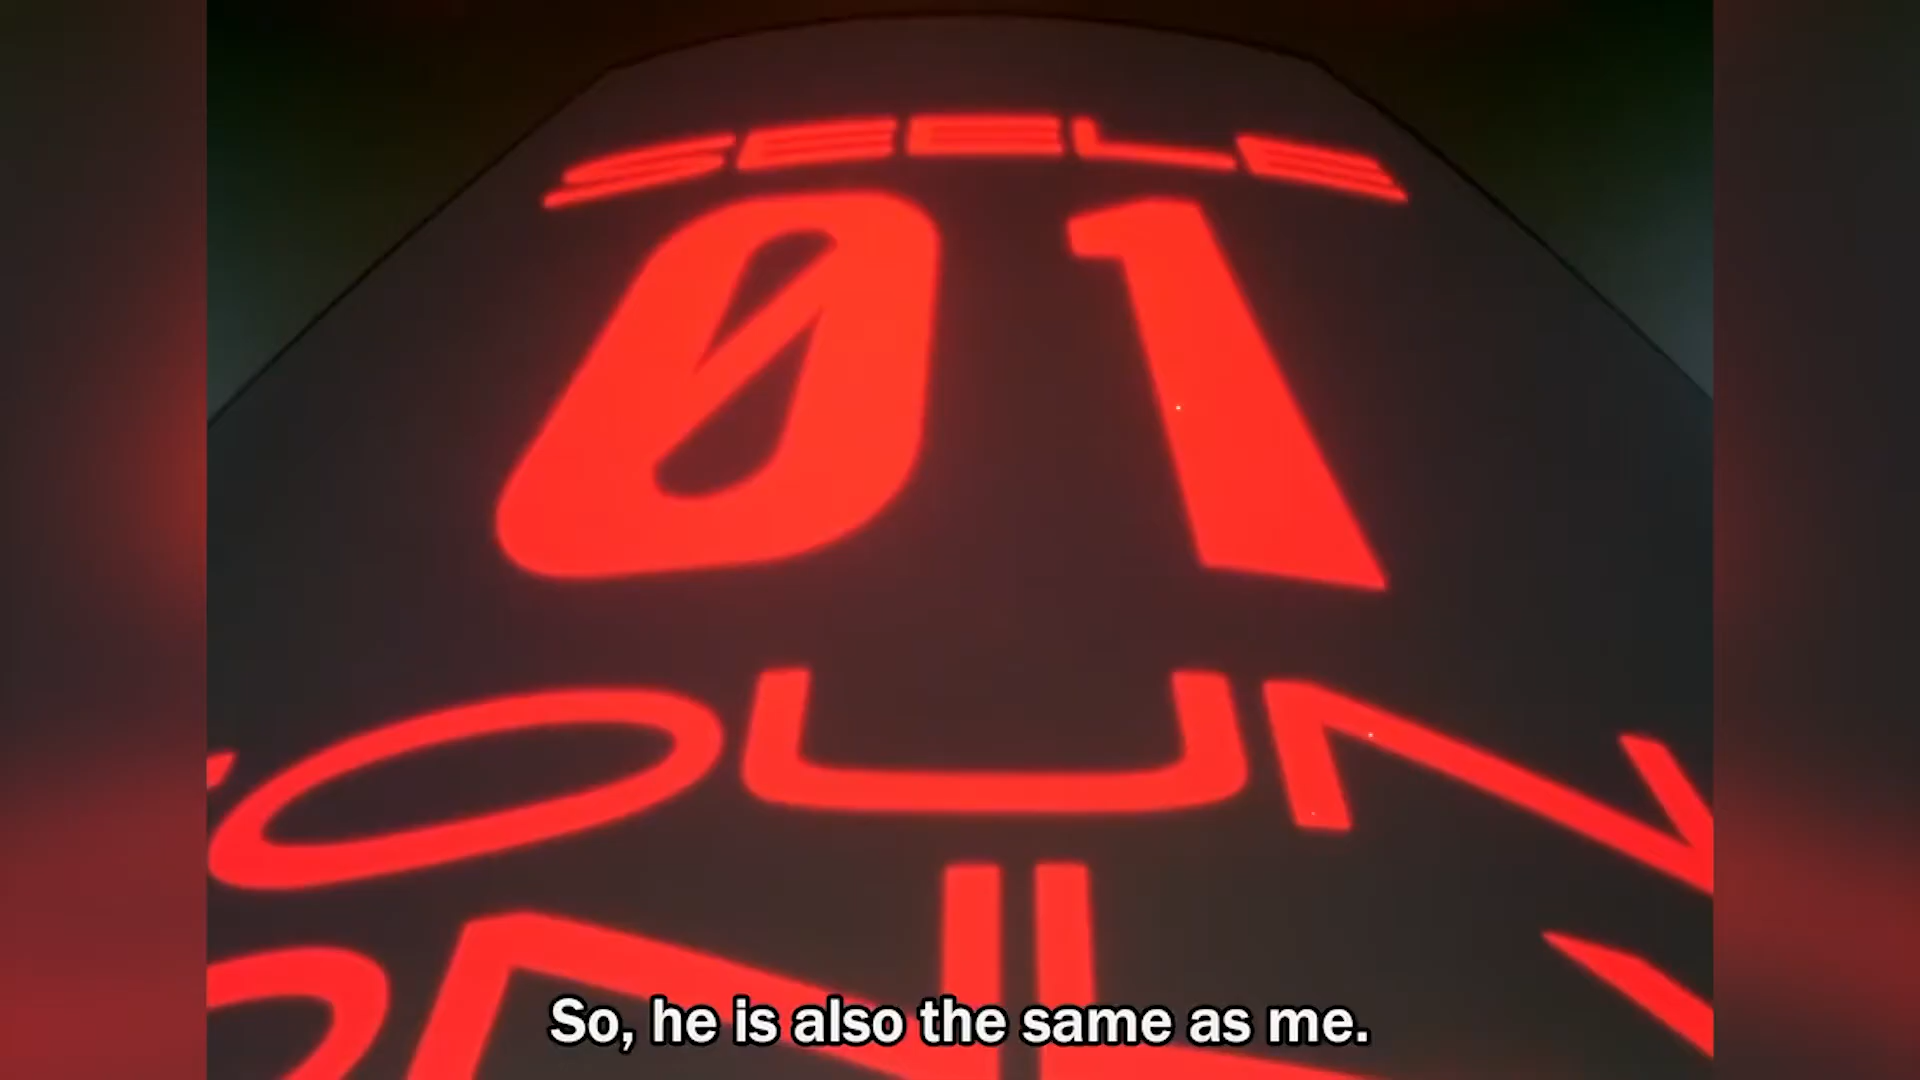 SEELE
01
So, he is also the same as me.